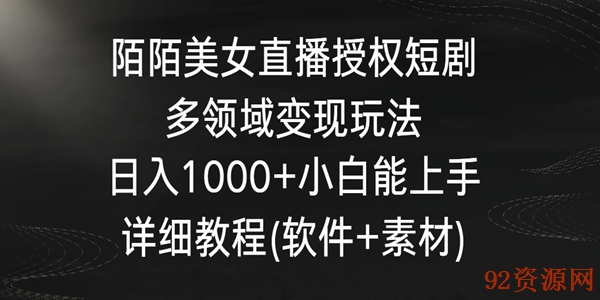 陌陌美女直播授权短剧
多领域变现玩法
日入1000+小白能上手
详细教程(软件+素材)
92资源网